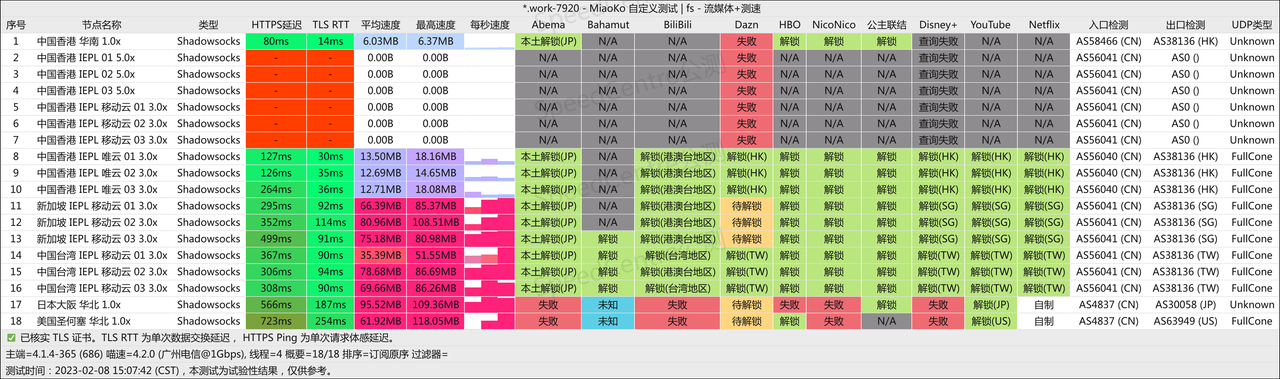 *.work-7920 - MiaoKo 自定义测试 | fs - 流媒体+测速
序号 节点名称 类型 HTTPS延迟 TLS RTT 平均速度 最高速度 每秒速度 Abema Bahamut BiliBili Dazn HBO NicoNico 公主联结 Disney+ YouTube Netflix 入口检测 出口检测 UDP类型
1 中国香港 华南 1.0x Shadowsocks 80ms 14ms 6.03MB 6.37MB 本土解锁(JP) N/A N/A 失败 解锁 解锁 解锁 查询失败 N/A N/A AS58466 (CN) AS38136 (HK) Unknown
2 中国香港 IEPL 01 5.0x Shadowsocks - - 0.00B 0.00B N/A N/A N/A 失败 N/A N/A N/A 查询失败 N/A N/A AS56041 (CN) AS0 () Unknown
3 中国香港 IEPL 02 5.0x Shadowsocks - - 0.00B 0.00B N/A N/A N/A 失败 N/A N/A N/A 查询失败 N/A N/A AS56041 (CN) AS0 () Unknown
4 中国香港 IEPL 03 5.0x Shadowsocks - - 0.00B 0.00B N/A N/A N/A 失败 N/A N/A N/A 查询失败 N/A N/A AS56041 (CN) AS0 () Unknown
5 中国香港 IEPL 移动云 01 3.0x Shadowsocks - - 0.00B 0.00B N/A N/A N/A 失败 N/A N/A N/A 查询失败 N/A N/A AS56041 (CN) AS0 () Unknown
6 中国香港 IEPL 移动云 02 3.0x Shadowsocks - - 0.00B 0.00B N/A N/A N/A 失败 N/A N/A N/A 查询失败 N/A N/A AS56041 (CN) AS0 () Unknown
7 中国香港 IEPL 移动云 03 3.0x Shadowsocks - - 0.00B 0.00B N/A N/A N/A 失败 N/A N/A N/A 查询失败 N/A N/A AS56041 (CN) AS0 () Unknown
8 中国香港 IEPL 唯云 01 3.0x Shadowsocks 127ms 30ms 13.50MB 18.16MB 本土解锁(JP) N/A 解锁(港澳台地区) 解锁(HK) 解锁 解锁 解锁 解锁(HK) 解锁(HK) 解锁(HK) AS56040 (CN) AS38136 (HK) FullCone
9 中国香港 IEPL 唯云 02 3.0x Shadowsocks 126ms 35ms 12.69MB 14.65MB 本土解锁(JP) N/A 解锁(港澳台地区) 解锁(HK) 解锁 解锁 解锁 解锁(HK) 解锁(HK) 解锁(HK) AS56040 (CN) AS38136 (HK) FullCone
10 中国香港 IEPL 唯云 03 3.0x Shadowsocks 264ms 36ms 12.71MB 18.08MB 本土解锁(JP) N/A 解锁(港澳台地区) 解锁(HK) 解锁 解锁 解锁 解锁(HK) 解锁(HK) 解锁(HK) AS56040 (CN) AS38136 (HK) FullCone
11 新加坡 IEPL 移动云 01 3.0x Shadowsocks 295ms 92ms 66.39MB 85.37MB 本土解锁(JP) N/A 解锁(港澳台地区) 待解锁 解锁 解锁 解锁 解锁(SG) 解锁(SG) 解锁(SG) AS56041 (CN) AS38136 (SG) FullCone
12 新加坡 IEPL 移动云 02 3.0x Shadowsocks 352ms 114ms 80.96MB 108.51MB 本土解锁(JP) N/A 解锁(港澳台地区) 待解锁 解锁 解锁 解锁 解锁(SG) 解锁(SG) 解锁(SG) AS56041 (CN) AS38136 (SG) FullCone
13 新加坡 IEPL 移动云 03 3.0x Shadowsocks 499ms 91ms 75.18MB 80.98MB 本土解锁(JP) 解锁 解锁(港澳台地区) 待解锁 解锁 解锁 解锁 解锁(SG) 解锁(SG) 解锁(SG) AS56041 (CN) AS38136 (SG) FullCone
14 中国台湾 IEPL 移动云 01 3.0x Shadowsocks 367ms 90ms 35.39MB 51.55MB 本土解锁(JP) 解锁 解锁(台湾地区) 解锁(TW) 解锁 解锁 解锁 解锁(TW) 解锁(TW) 解锁(TW) AS56041 (CN) AS38136 (TW) FullCone
15 中国台湾 IEPL 移动云 02 3.0x Shadowsocks 306ms 94ms 78.68MB 86.69MB 本土解锁(JP) 解锁 解锁(港澳台地区) 解锁(TW) 解锁 解锁 解锁 解锁(TW) 解锁(TW) 解锁(TW) AS56041 (CN) AS38136 (TW) FullCone
16 中国台湾 IEPL 移动云 03 3.0x Shadowsocks 308ms 90ms 69.66MB 86.26MB 本土解锁(JP) 解锁 解锁(台湾地区) 解锁(TW) 解锁 解锁 解锁 解锁(TW) 解锁(TW) 解锁(TW) AS56041 (CN) AS38136 (TW) FullCone
17 日本大阪 华北 1.0x Shadowsocks 566ms 187ms 95.52MB 109.36MB 失败 未知 失败 待解锁 失败 失败 解锁 失败 解锁(JP) 自制 AS4837 (CN) AS30058 (JP) Unknown
18 美国圣何塞 华北 1.0x Shadowsocks 723ms 254ms 61.92MB 118.05MB 失败 未知 失败 待解锁 解锁 失败 N/A 失败 解锁(US) 自制 AS4837 (CN) AS63949 (US) FullCone
✅ 已核实 TLS 证书。TLS RTT 为单次数据交换延迟， HTTPS Ping 为单次请求体感延迟。
主端=4.1.4-365 (686) 喵速=4.2.0 (广州电信@1Gbps), 线程=4 概要=18/18 排序=订阅原序 过滤器=
测试时间：2023-02-08 15:07:42 (CST)，本测试为试验性结果，仅供参考。